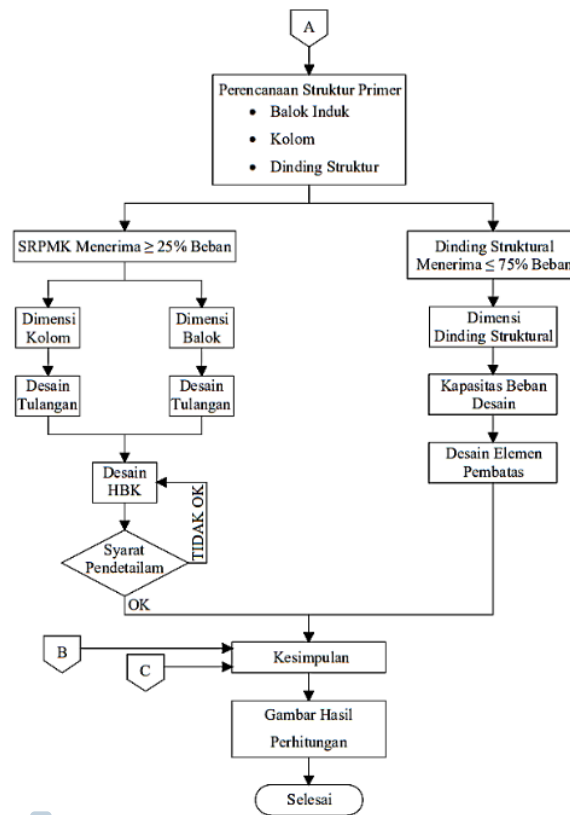 A
Perencanaan Struktur Primer
• Balok Induk
• Kolom
• Dinding Struktur
SRPMK Menerima ≥ 25% Beban
Dinding Struktural
Menerima ≤ 75% Beban
Dimensi
Kolom
Dimensi
Balok
Dimensi
Dinding Struktural
Desain
Tulangan
Desain
Tulangan
Kapasitas Beban
Desain
Desain
HBK
Desain Elemen
Pembatas
TIDAK OK
Syarat
Pendetailam
OK
B
C
Kesimpulan
Gambar Hasil
Perhitungan
Selesai